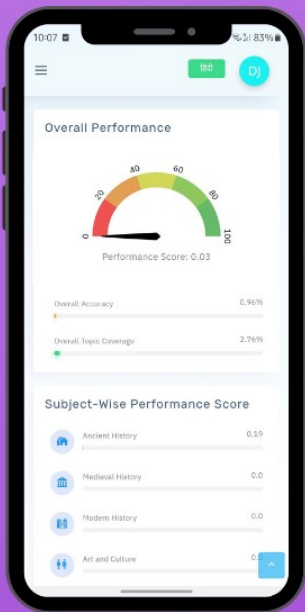 10:07 83%
हिंदी DJ
Overall Performance
0 20 40 60 80 100
Performance Score: 0.03
Overall Accuracy 0.96%
Overall Topic Coverage 2.76%
Subject-Wise Performance Score
Ancient History 0.19
Medieval History 0.0
Modern History 0.0
Art and Culture 0.0